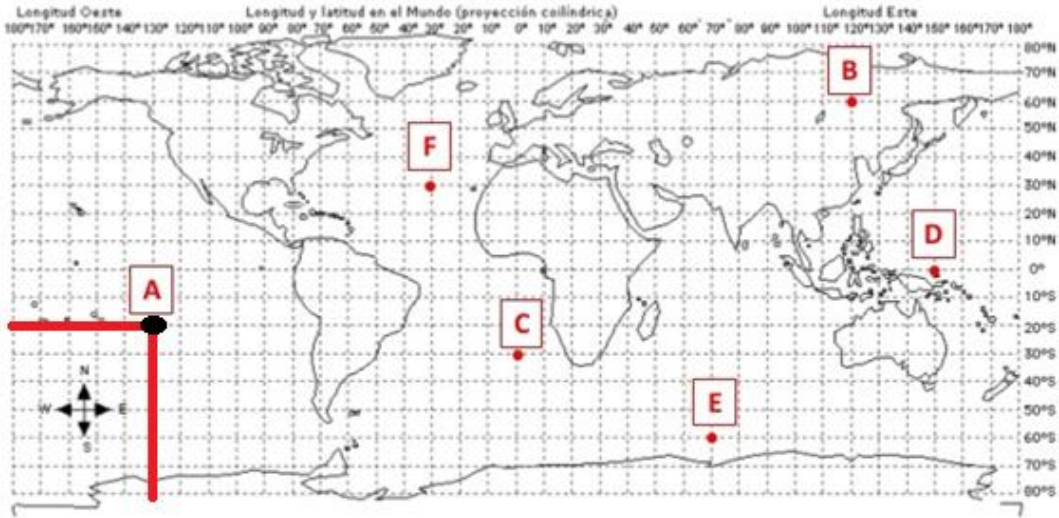 Longitud Oeste Longitud y latitud en el Mundo (proyección coilíndrica) Longitud Este
180°170° 160°150° 140° 130° 120°110° 100° 90° 80° 70° 60° 50° 40° 30° 20° 10° 0° 10° 20° 30° 40° 50° 60° 70° 80° 90° 100° 110° 120° 130° 140° 150°160° 170° 180°
80°N
B
70°N
60°N
50°N
F
40°N
30°N
20°N
D
10°N
0°
A
10°S
C
20°S
30°S
N
40°S
E
W E
50°S
S
60°S
70°S
80°S